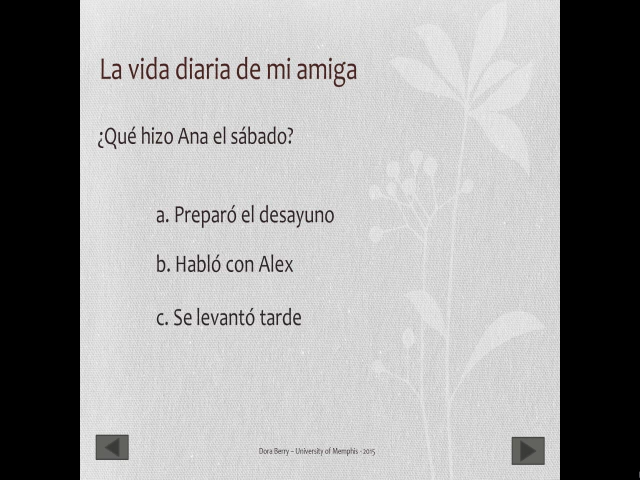 La vida diaria de mi amiga
¿Qué hizo Ana el sábado?
a. Preparó el desayuno
b. Habló con Alex
c. Se levantó tarde
Dora Berry – University of Memphis - 2015